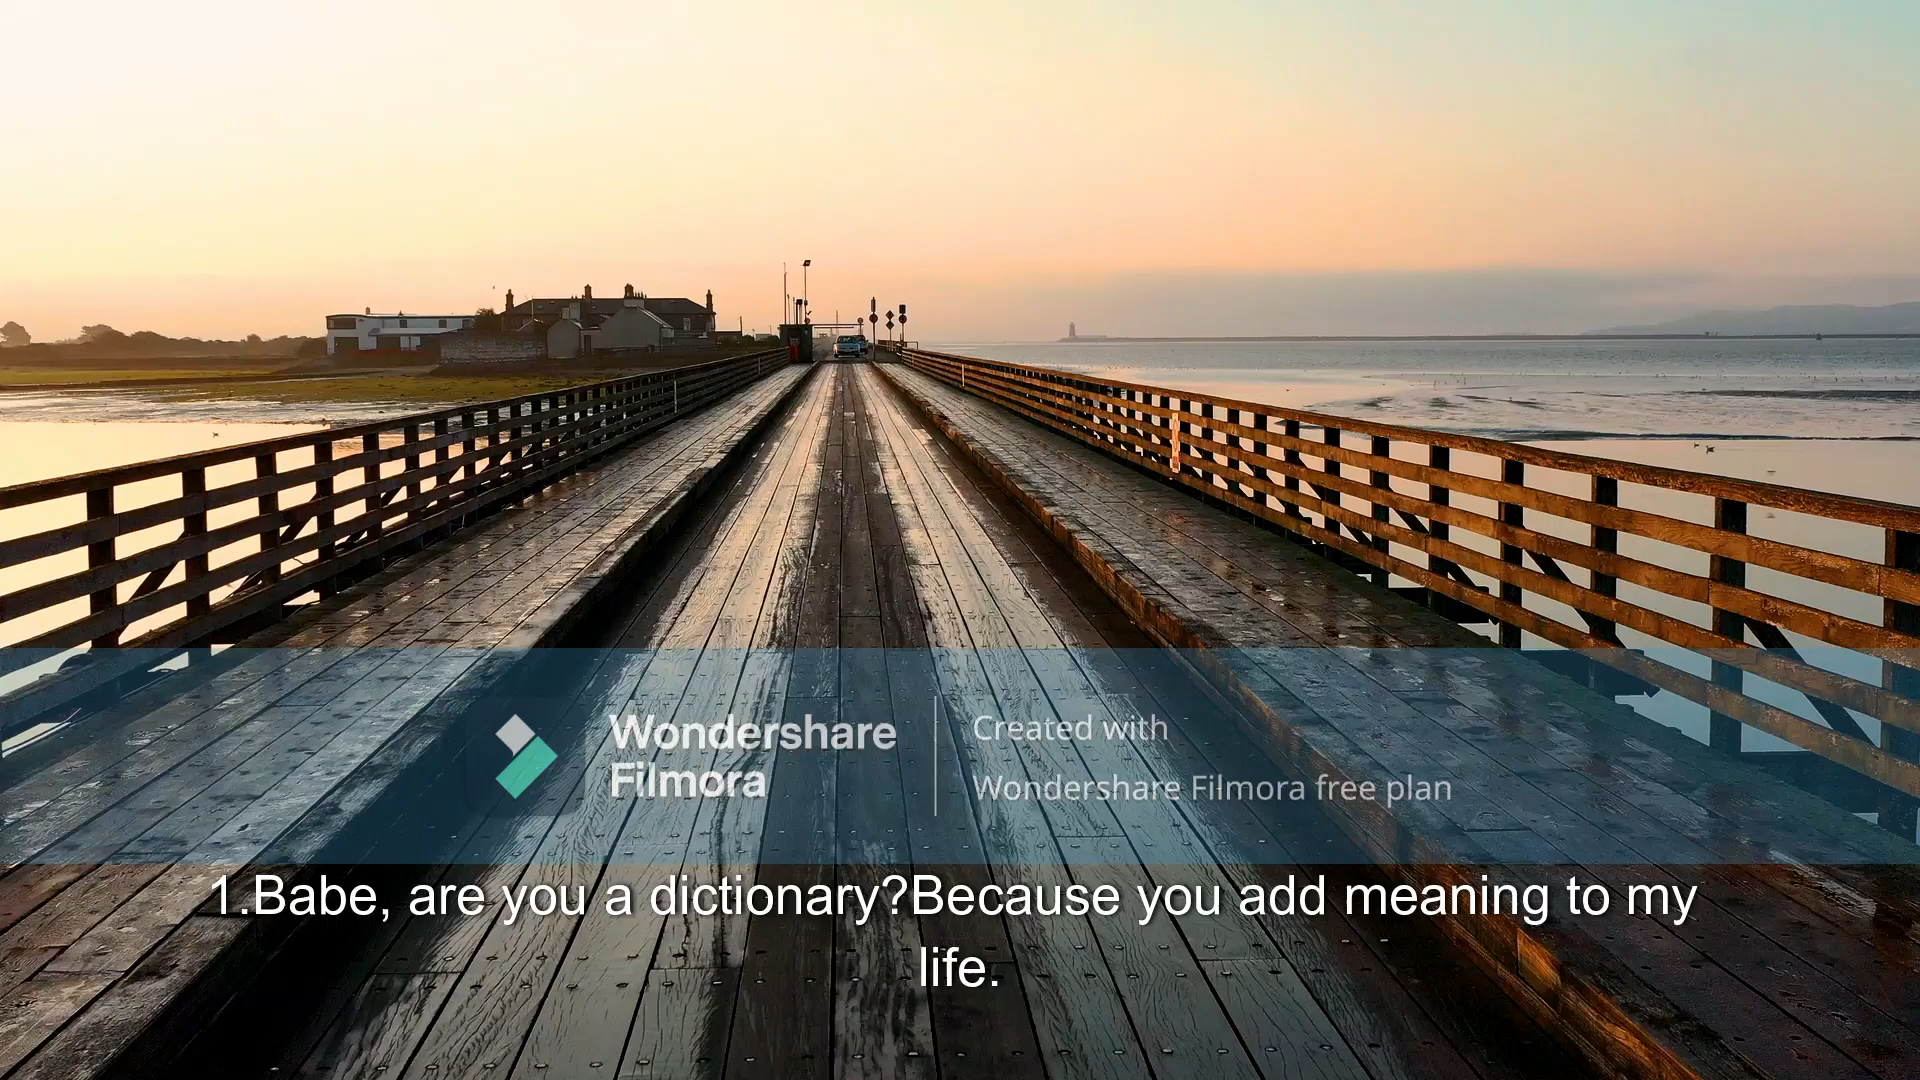 Wondershare
Filmora
Created with
Wondershare Filmora free plan
1.Babe, are you a dictionary?Because you add meaning to my
life.